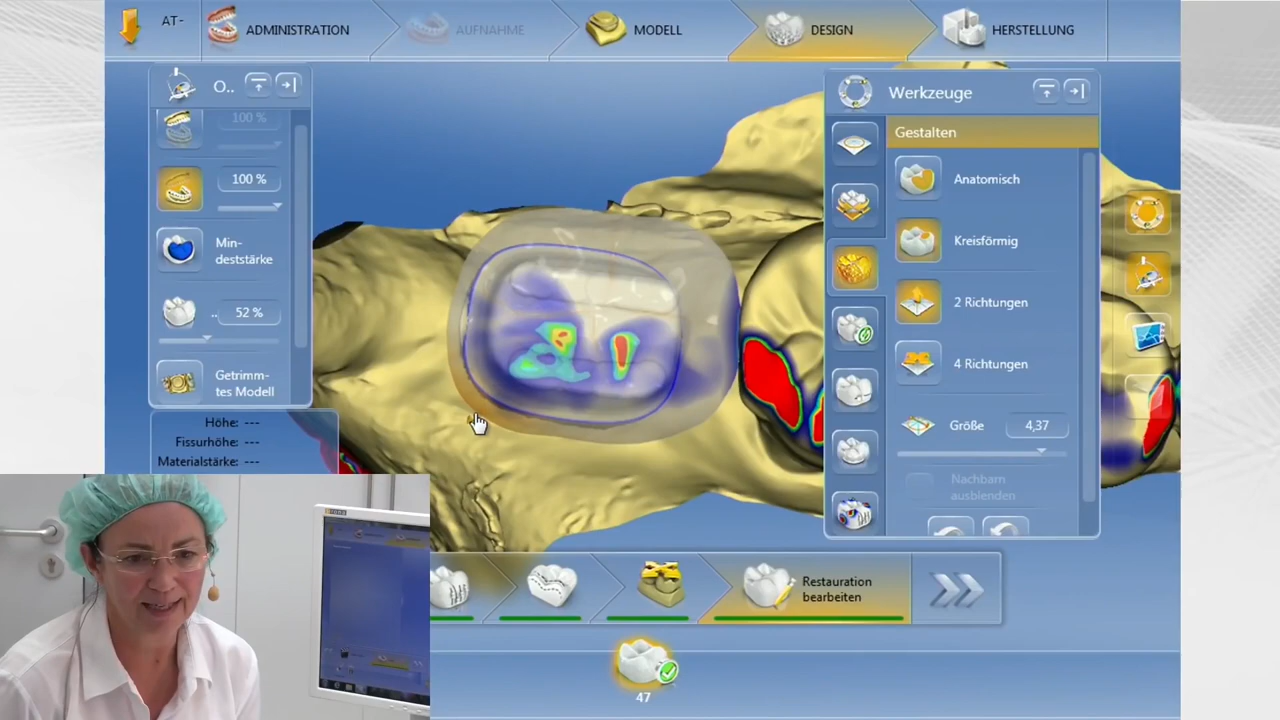 AT-
ADMINISTRATION
AUFNAHME
MODELL
DESIGN
HERSTELLUNG
O..
100 %
100 %
Min-
deststärke
..
52 %
Getrimm-
tes Modell
Höhe: ---
Fissurhöhe: ---
Materialstärke: ---
Werkzeuge
Gestalten
Anatomisch
Kreisförmig
2 Richtungen
4 Richtungen
Größe
4,37
Nachbarn
ausblenden
Restauration
bearbeiten
47